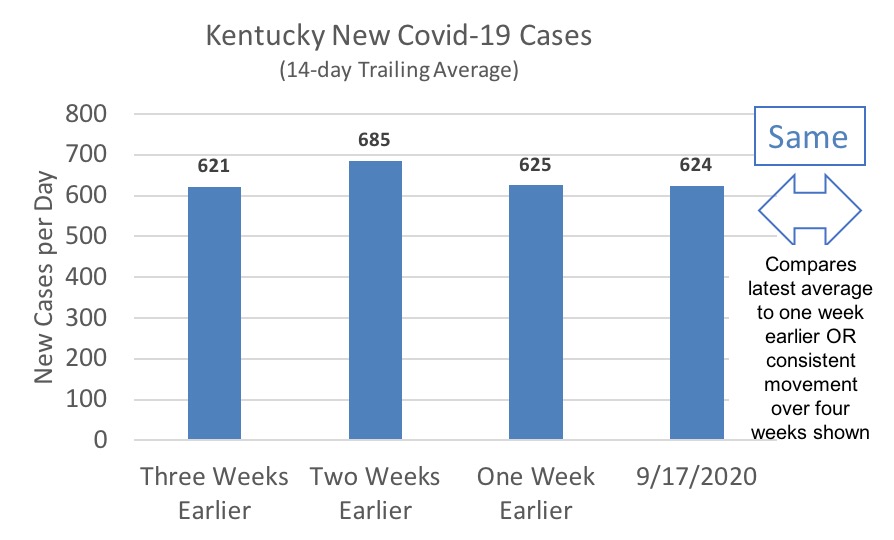 Kentucky New Covid-19 Cases
(14-day Trailing Average)
New Cases per Day
800
700
600
500
400
300
200
100
0
621
685
625
624
Three Weeks
Earlier
Two Weeks
Earlier
One Week
Earlier
9/17/2020
Same
Compares
latest average
to one week
earlier OR
consistent
movement
over four
weeks shown